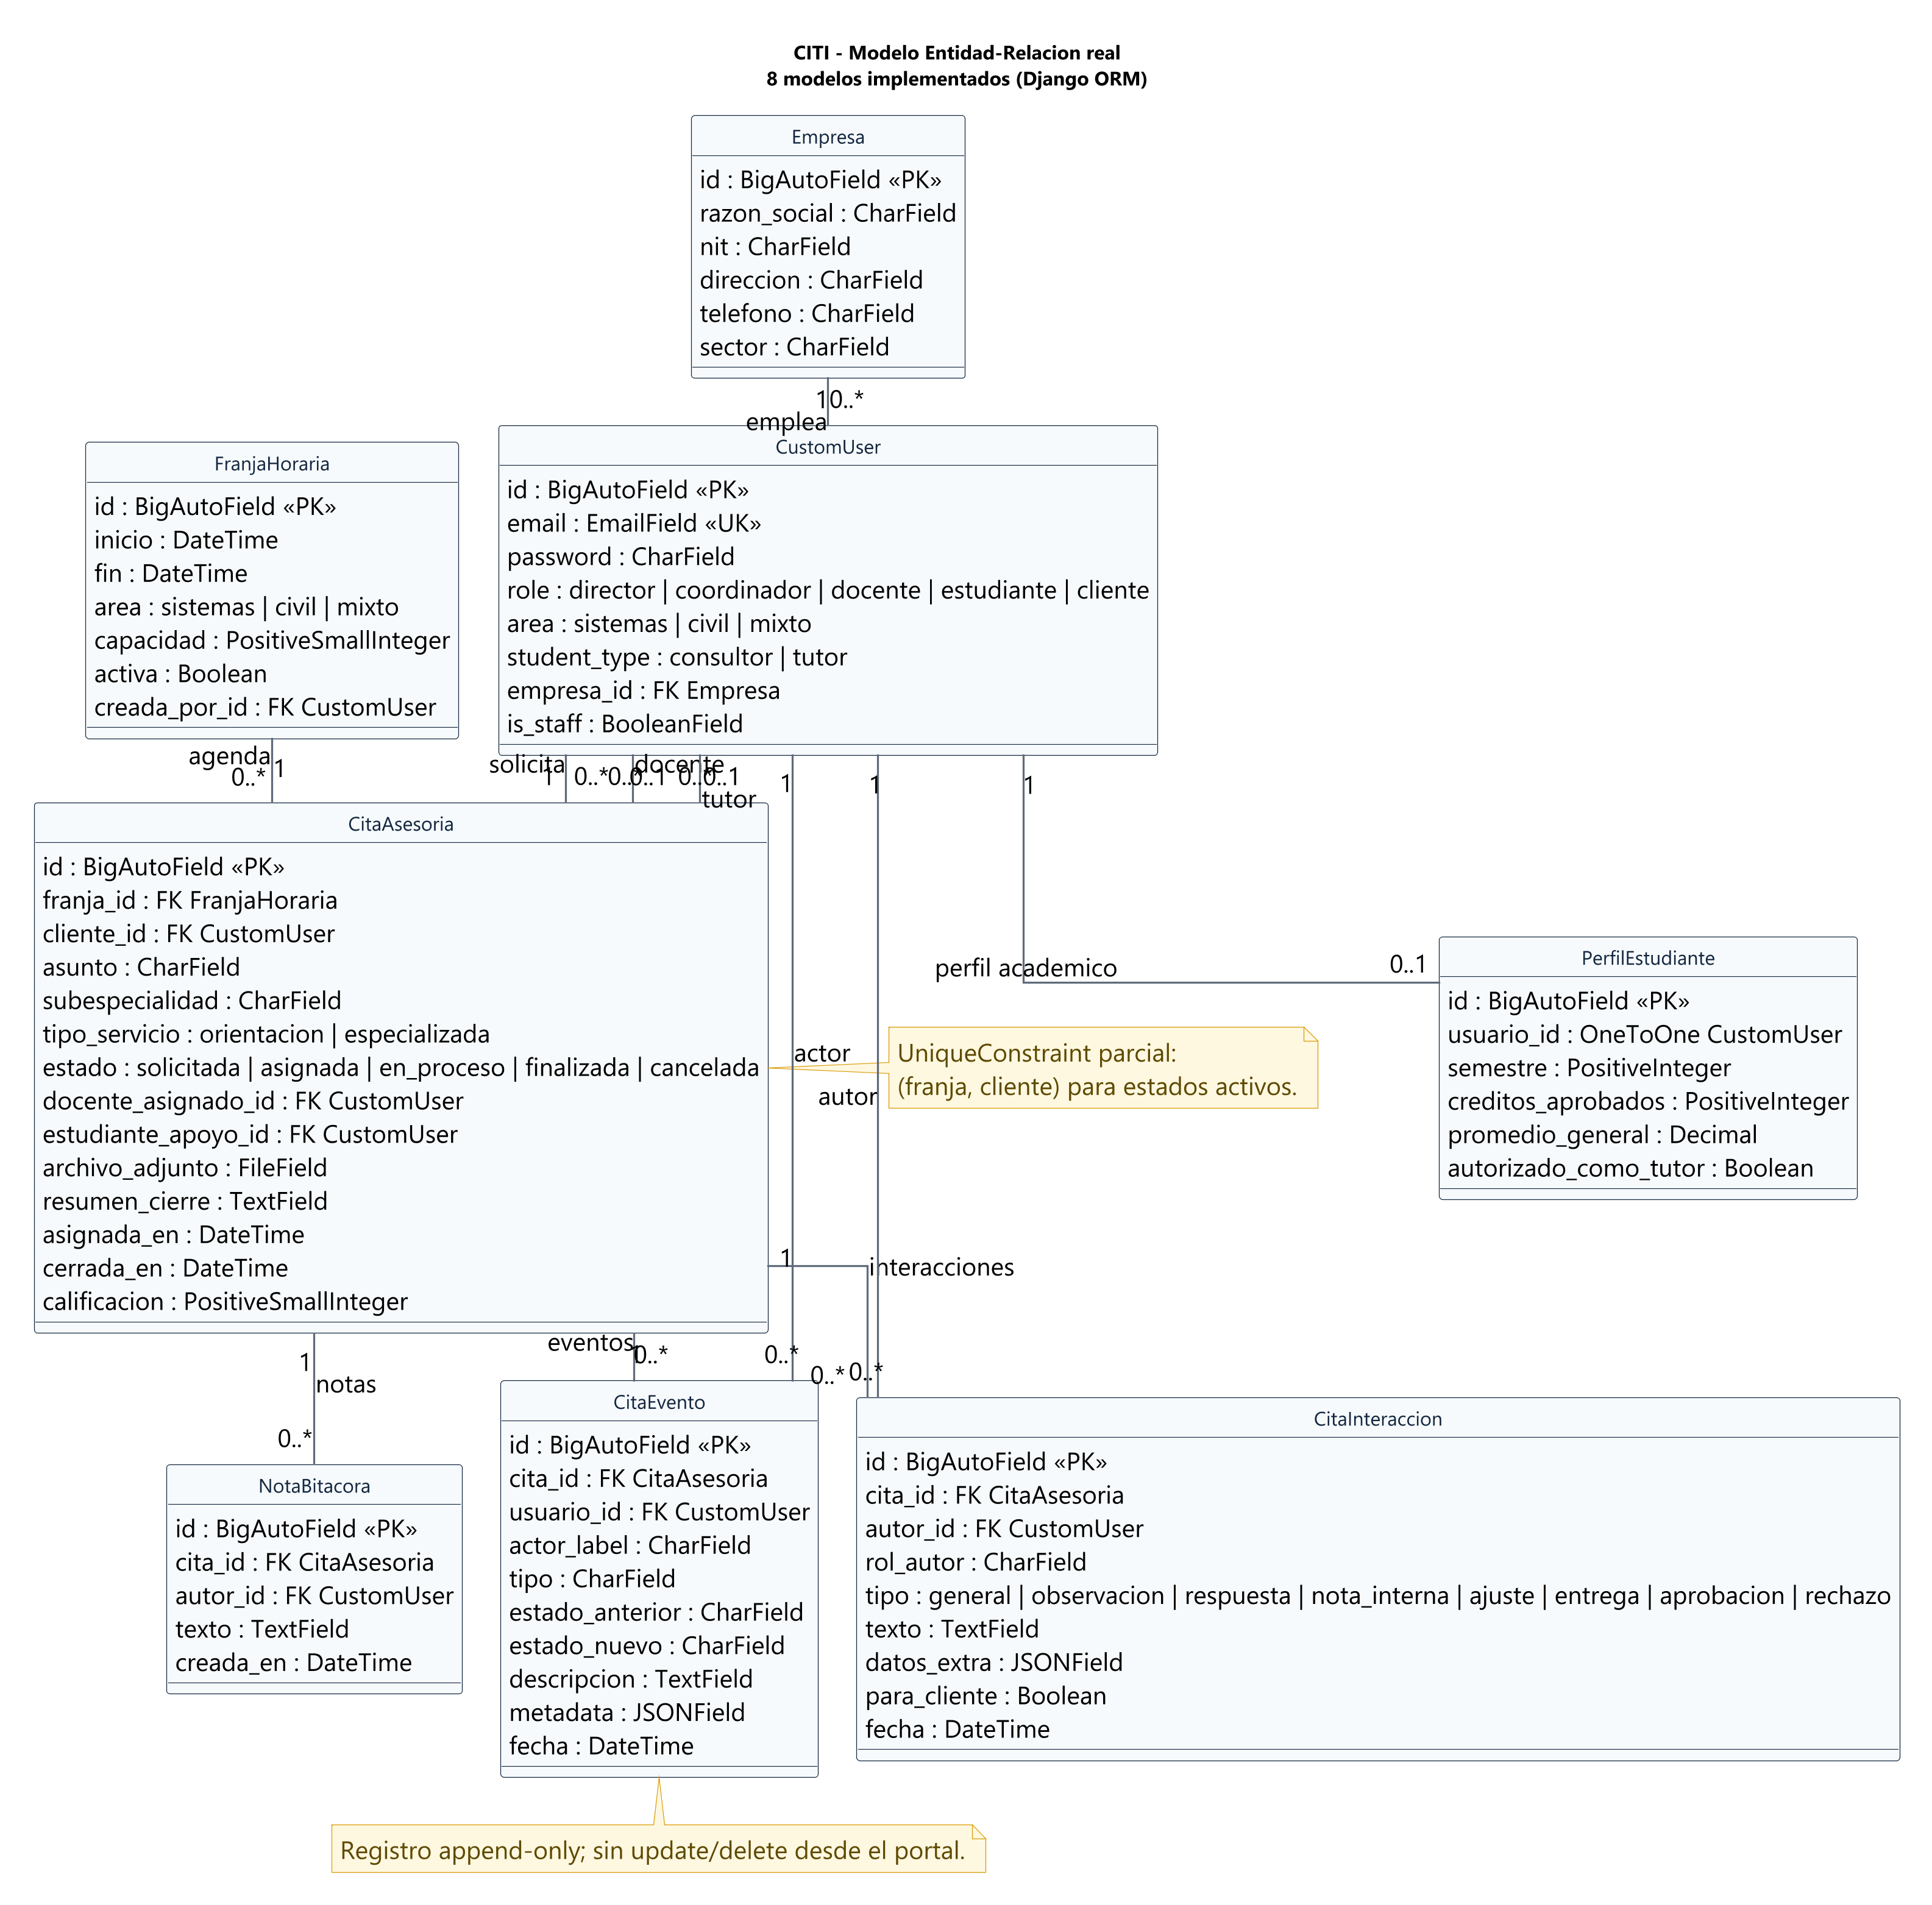 CITI - Modelo Entidad-Relacion real
8 modelos implementados (Django ORM)
Empresa
id : BigAutoField «PK»
razon_social : CharField
nit : CharField
direccion : CharField
telefono : CharField
sector : CharField
1
0..*
emplea
FranjaHoraria
id : BigAutoField «PK»
inicio : DateTime
fin : DateTime
area : sistemas | civil | mixto
capacidad : PositiveSmallInteger
activa : Boolean
creada_por_id : FK CustomUser
CustomUser
id : BigAutoField «PK»
email : EmailField «UK»
password : CharField
role : director | coordinador | docente | estudiante | cliente
area : sistemas | civil | mixto
student_type : consultor | tutor
empresa_id : FK Empresa
is_staff : BooleanField
agenda
1
0..*
solicita
1
0..*
docente
0..*
0..1
tutor
0..*
0..1
1
1
1
CitaAsesoria
id : BigAutoField «PK»
franja_id : FK FranjaHoraria
cliente_id : FK CustomUser
asunto : CharField
subespecialidad : CharField
tipo_servicio : orientacion | especializada
estado : solicitada | asignada | en_proceso | finalizada | cancelada
docente_asignado_id : FK CustomUser
estudiante_apoyo_id : FK CustomUser
archivo_adjunto : FileField
resumen_cierre : TextField
asignada_en : DateTime
cerrada_en : DateTime
calificacion : PositiveSmallInteger
perfil academico
0..1
PerfilEstudiante
id : BigAutoField «PK»
usuario_id : OneToOne CustomUser
semestre : PositiveInteger
creditos_aprobados : PositiveInteger
promedio_general : Decimal
autorizado_como_tutor : Boolean
actor
autor
UniqueConstraint parcial:
(franja, cliente) para estados activos.
1
interacciones
1
notas
0..*
eventos
1
0..*
0..*
0..*
0..*
NotaBitacora
id : BigAutoField «PK»
cita_id : FK CitaAsesoria
autor_id : FK CustomUser
texto : TextField
creada_en : DateTime
CitaEvento
id : BigAutoField «PK»
cita_id : FK CitaAsesoria
usuario_id : FK CustomUser
actor_label : CharField
tipo : CharField
estado_anterior : CharField
estado_nuevo : CharField
descripcion : TextField
metadata : JSONField
fecha : DateTime
CitaInteraccion
id : BigAutoField «PK»
cita_id : FK CitaAsesoria
autor_id : FK CustomUser
rol_autor : CharField
tipo : general | observacion | respuesta | nota_interna | ajuste | entrega | aprobacion | rechazo
texto : TextField
datos_extra : JSONField
para_cliente : Boolean
fecha : DateTime
Registro append-only; sin update/delete desde el portal.